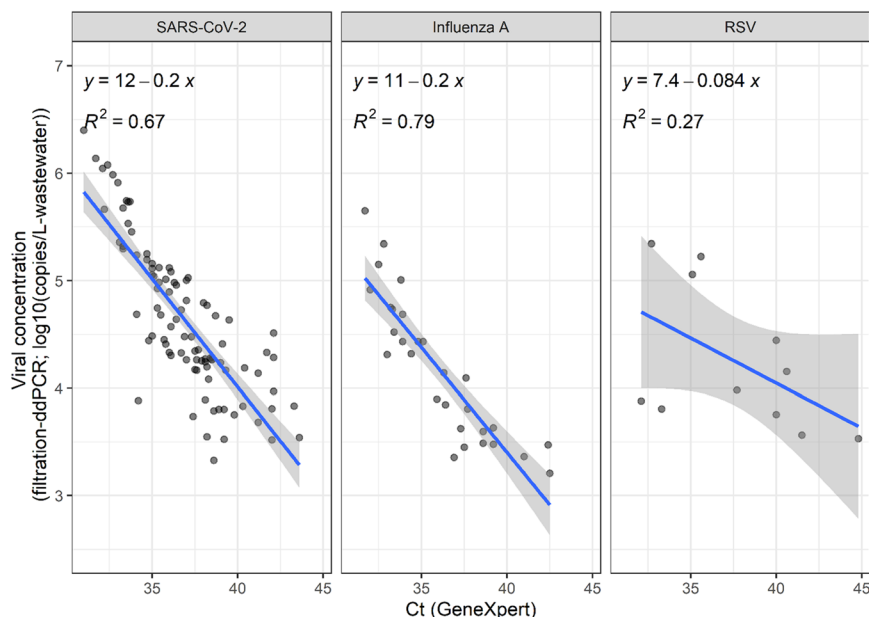 SARS-CoV-2
Influenza A
RSV
y = 12 – 0.2 x
R² = 0.67
y = 11 – 0.2 x
R² = 0.79
y = 7.4 – 0.084 x
R² = 0.27
Viral concentration
(filtration-ddPCR; log10(copies/L-wastewater))
7
6
5
4
3
35
40
45
35
40
45
35
40
45
Ct (GeneXpert)